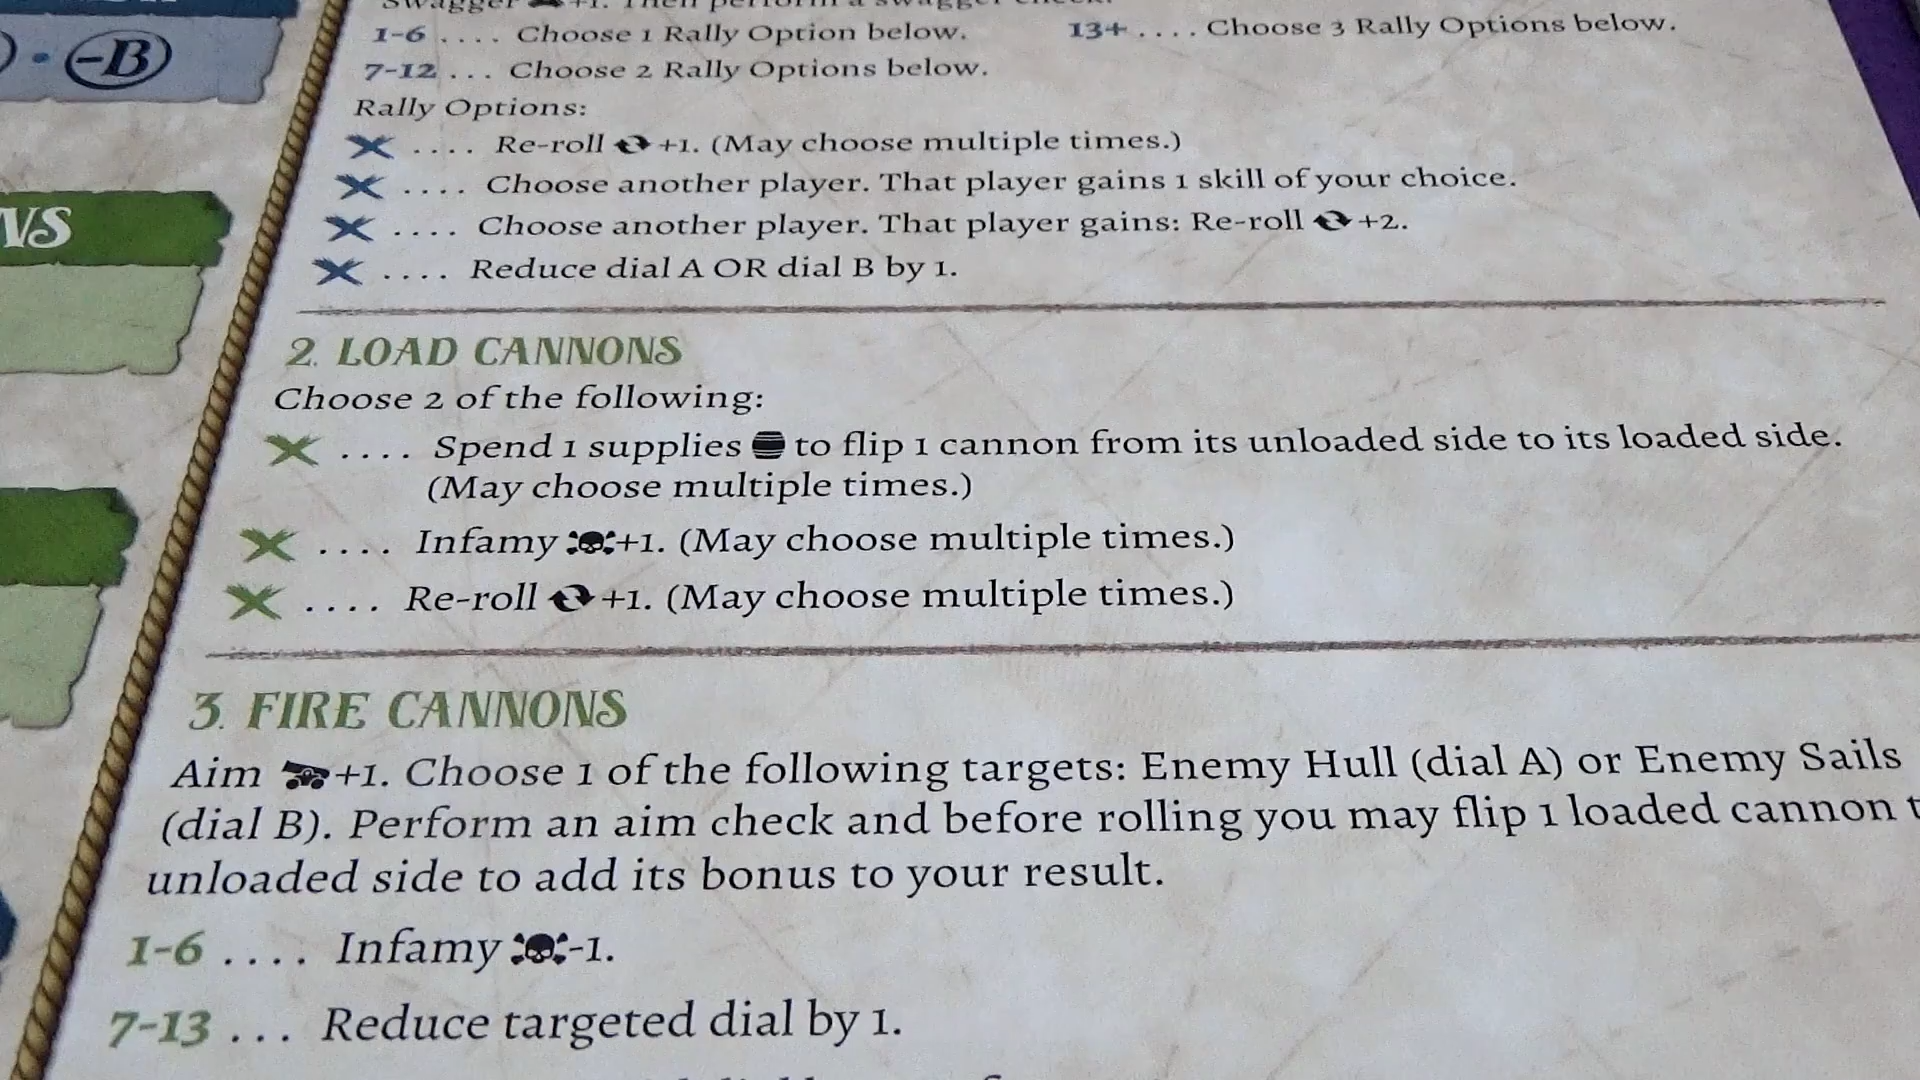 Swagger +1. Then perform a swagger check.
1-6 .... Choose 1 Rally Option below.
13+ .... Choose 3 Rally Options below.
7-12 ... Choose 2 Rally Options below.
-B
Rally Options:
.... Re-roll +1. (May choose multiple times.)
.... Choose another player. That player gains 1 skill of your choice.
.... Choose another player. That player gains: Re-roll +2.
.... Reduce dial A OR dial B by 1.
NS
2. LOAD CANNONS
Choose 2 of the following:
.... Spend 1 supplies to flip 1 cannon from its unloaded side to its loaded side.
(May choose multiple times.)
.... Infamy +1. (May choose multiple times.)
.... Re-roll +1. (May choose multiple times.)
3. FIRE CANNONS
Aim +1. Choose 1 of the following targets: Enemy Hull (dial A) or Enemy Sails
(dial B). Perform an aim check and before rolling you may flip 1 loaded cannon t
unloaded side to add its bonus to your result.
1-6 .... Infamy -1.
7-13 ... Reduce targeted dial by 1.